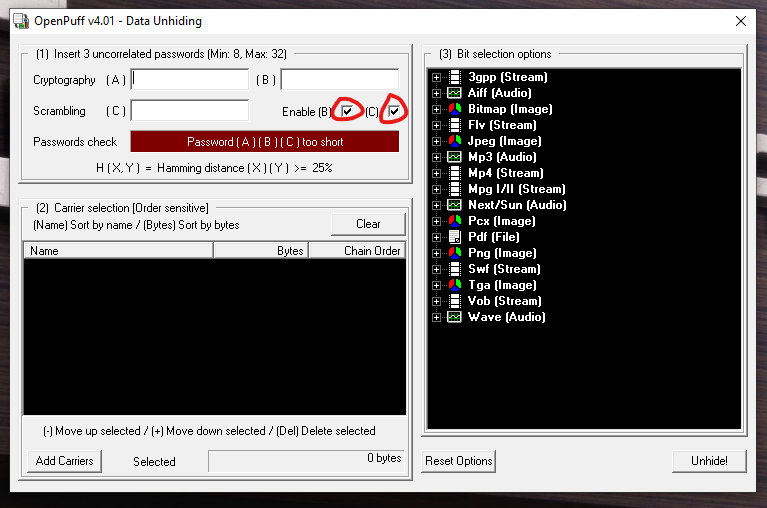 OpenPuff v4.01 - Data Unhiding
(1) Insert 3 uncorrelated passwords (Min: 8, Max: 32)
Cryptography (A) (B)
Scrambling (C) Enable (B) (C)
Passwords check Password (A) (B) (C) too short
H (X,Y) = Hamming distance (X) (Y) >= 25%
(2) Carrier selection [Order sensitive]
(Name) Sort by name / (Bytes) Sort by bytes
Clear
Name Bytes Chain Order
(-) Move up selected / (+) Move down selected / (Del) Delete selected
Add Carriers Selected 0 bytes
(3) Bit selection options
3gpp (Stream)
Aiff (Audio)
Bitmap (Image)
Flv (Stream)
Jpeg (Image)
Mp3 (Audio)
Mp4 (Stream)
Mpg I/II (Stream)
Next/Sun (Audio)
Pcx (Image)
Pdf (File)
Png (Image)
Swf (Stream)
Tga (Image)
Vob (Stream)
Wave (Audio)
Reset Options Unhide!